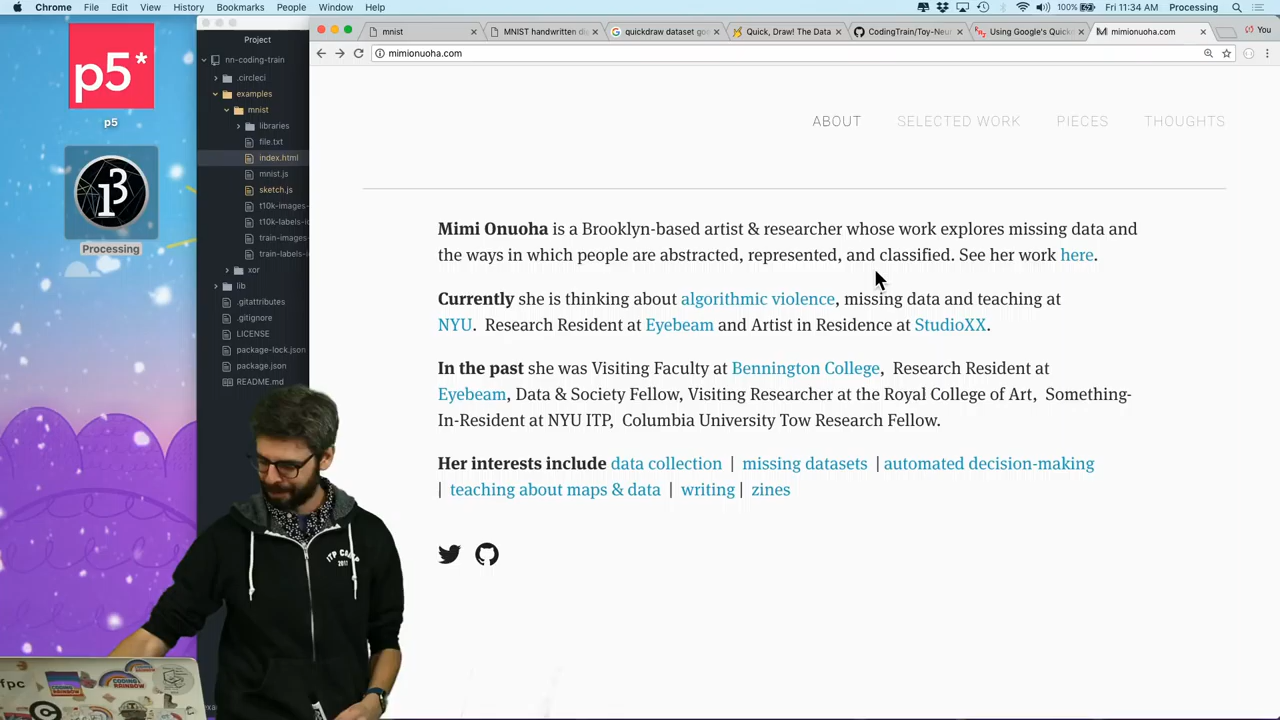 Chrome File Edit View History Bookmarks People Window Help
100% Fri 11:34 AM Processing
mnist
MNIST handwritten di
quickdraw dataset go
Quick, Draw! The Data
CodingTrain/Toy-Neu
Using Google's Quick
mimionuoha.com
You
mimionuoha.com
p5*
p5
Processing
Project
nn-coding-train
.circleci
examples
mnist
libraries
file.txt
index.html
mnist.js
sketch.js
t10k-images-
t10k-labels-i
train-images-
train-labels-i
xor
lib
.gitattributes
.gitignore
LICENSE
package-lock.json
package.json
README.md
ABOUT SELECTED WORK PIECES THOUGHTS
Mimi Onuoha is a Brooklyn-based artist & researcher whose work explores missing data and
the ways in which people are abstracted, represented, and classified. See her work here.
Currently she is thinking about algorithmic violence, missing data and teaching at
NYU. Research Resident at Eyebeam and Artist in Residence at StudioXX.
In the past she was Visiting Faculty at Bennington College, Research Resident at
Eyebeam, Data & Society Fellow, Visiting Researcher at the Royal College of Art, Something-
In-Resident at NYU ITP, Columbia University Tow Research Fellow.
Her interests include data collection | missing datasets | automated decision-making
| teaching about maps & data | writing | zines
ITP CAMP
2017
fpc
CODING
RAINBOW